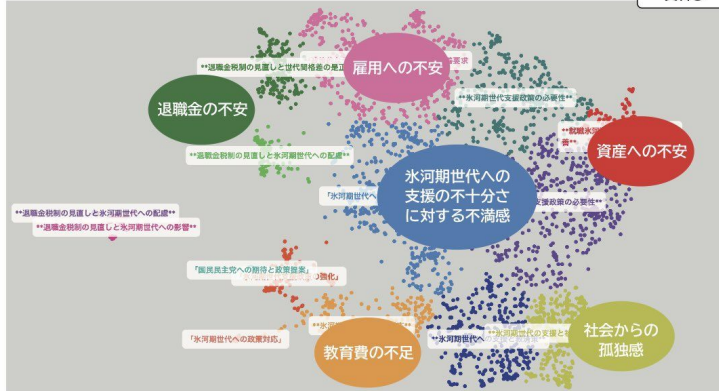 **退職金税制の見直しと世代間格差の是正
雇用への不安
要求
退職金の不安
**氷河期世代支援政策の必要性**
**就職氷河
善**
資産への不安
**退職金税制の見直しと氷河期世代への配慮**
氷河期世代への
支援の不十分さ
に対する不満感
「氷河期世代へ
支援政策の必要性**
**退職金税制の見直しと氷河期世代への配慮**
**退職金税制の見直しと氷河期世代への影響**
「国民民主党への期待と政策提案」
の強化」
「氷河期世代への政策対応」
**氷河
教育費の不足
**氷河期世代へ
**氷河期世代の支援と
社会からの
孤独感